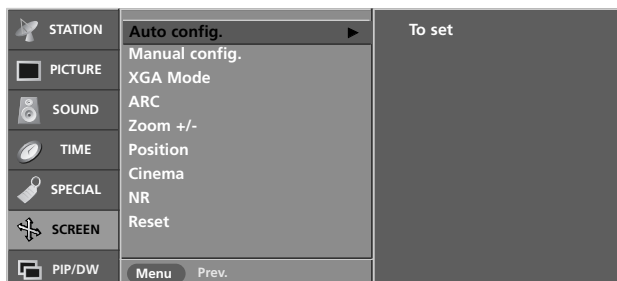 STATION
PICTURE
SOUND
TIME
SPECIAL
SCREEN
PIP/DW
Auto config. ►
Manual config.
XGA Mode
ARC
Zoom +/-
Position
Cinema
NR
Reset
Menu Prev.
To set